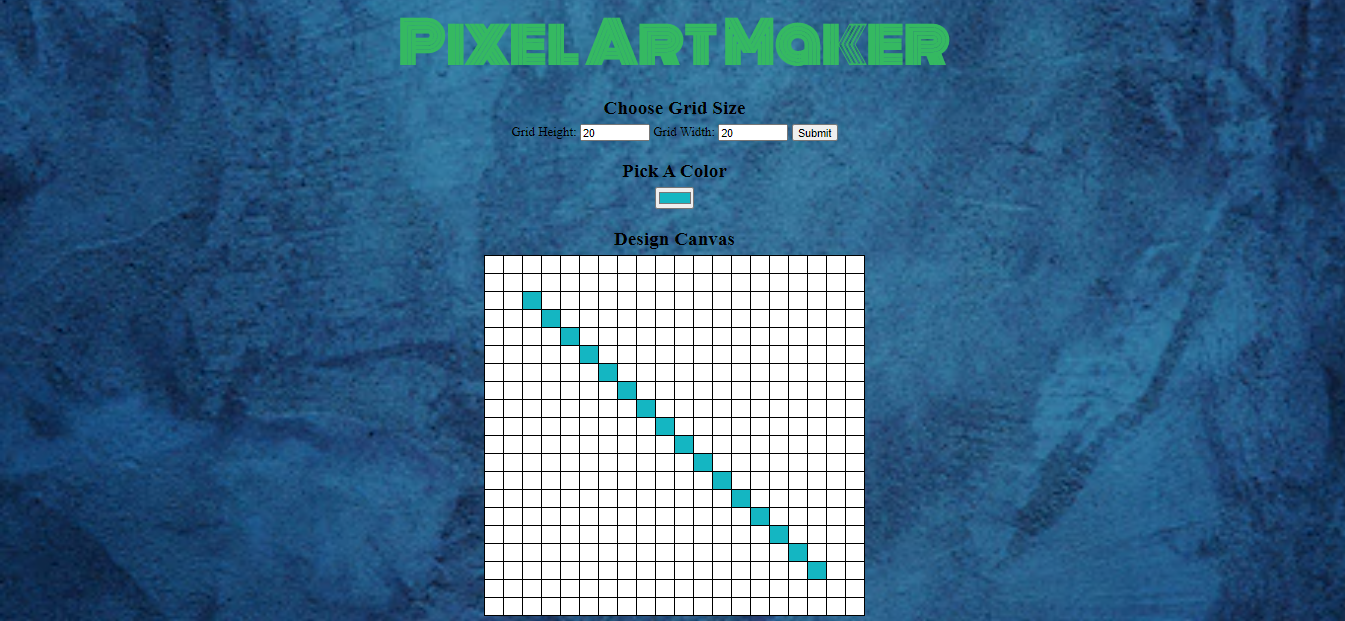 Pixel Art Maker
Choose Grid Size
Grid Height: 20 Grid Width: 20 Submit
Pick A Color
Design Canvas